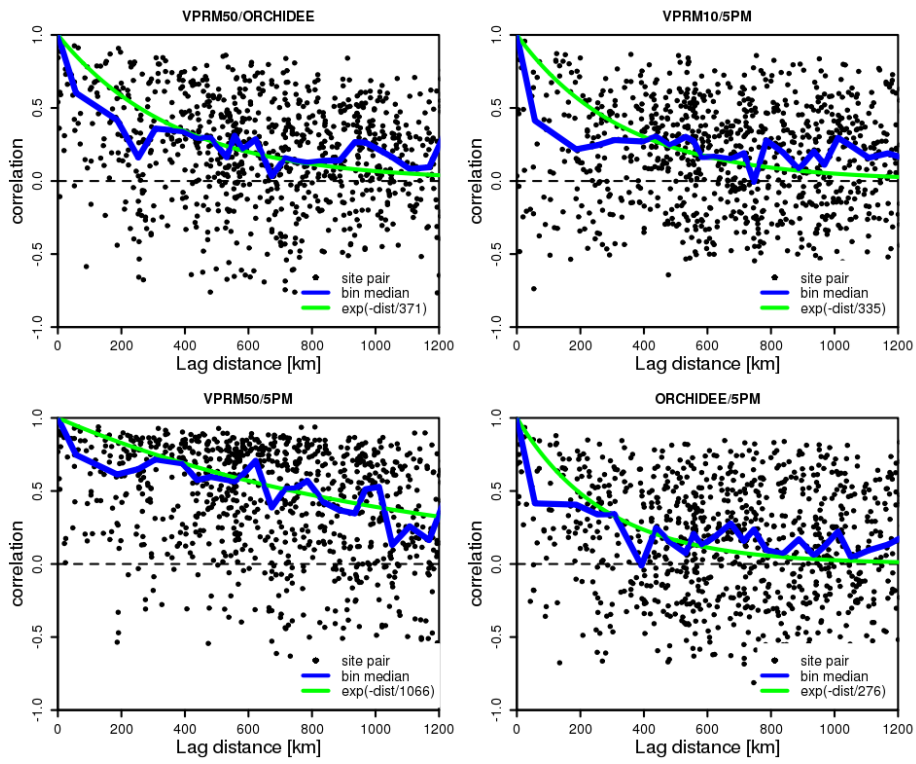 VPRM50/ORCHIDEE
1.0
0.5
0.0
-0.5
-1.0
correlation
site pair
bin median
exp(-dist/371)
0 200 400 600 800 1000 1200
Lag distance [km]
VPRM10/5PM
1.0
0.5
0.0
-0.5
-1.0
correlation
site pair
bin median
exp(-dist/335)
0 200 400 600 800 1000 1200
Lag distance [km]
VPRM50/5PM
1.0
0.5
0.0
-0.5
-1.0
correlation
site pair
bin median
exp(-dist/1066)
0 200 400 600 800 1000 1200
Lag distance [km]
ORCHIDEE/5PM
1.0
0.5
0.0
-0.5
-1.0
correlation
site pair
bin median
exp(-dist/276)
0 200 400 600 800 1000 1200
Lag distance [km]